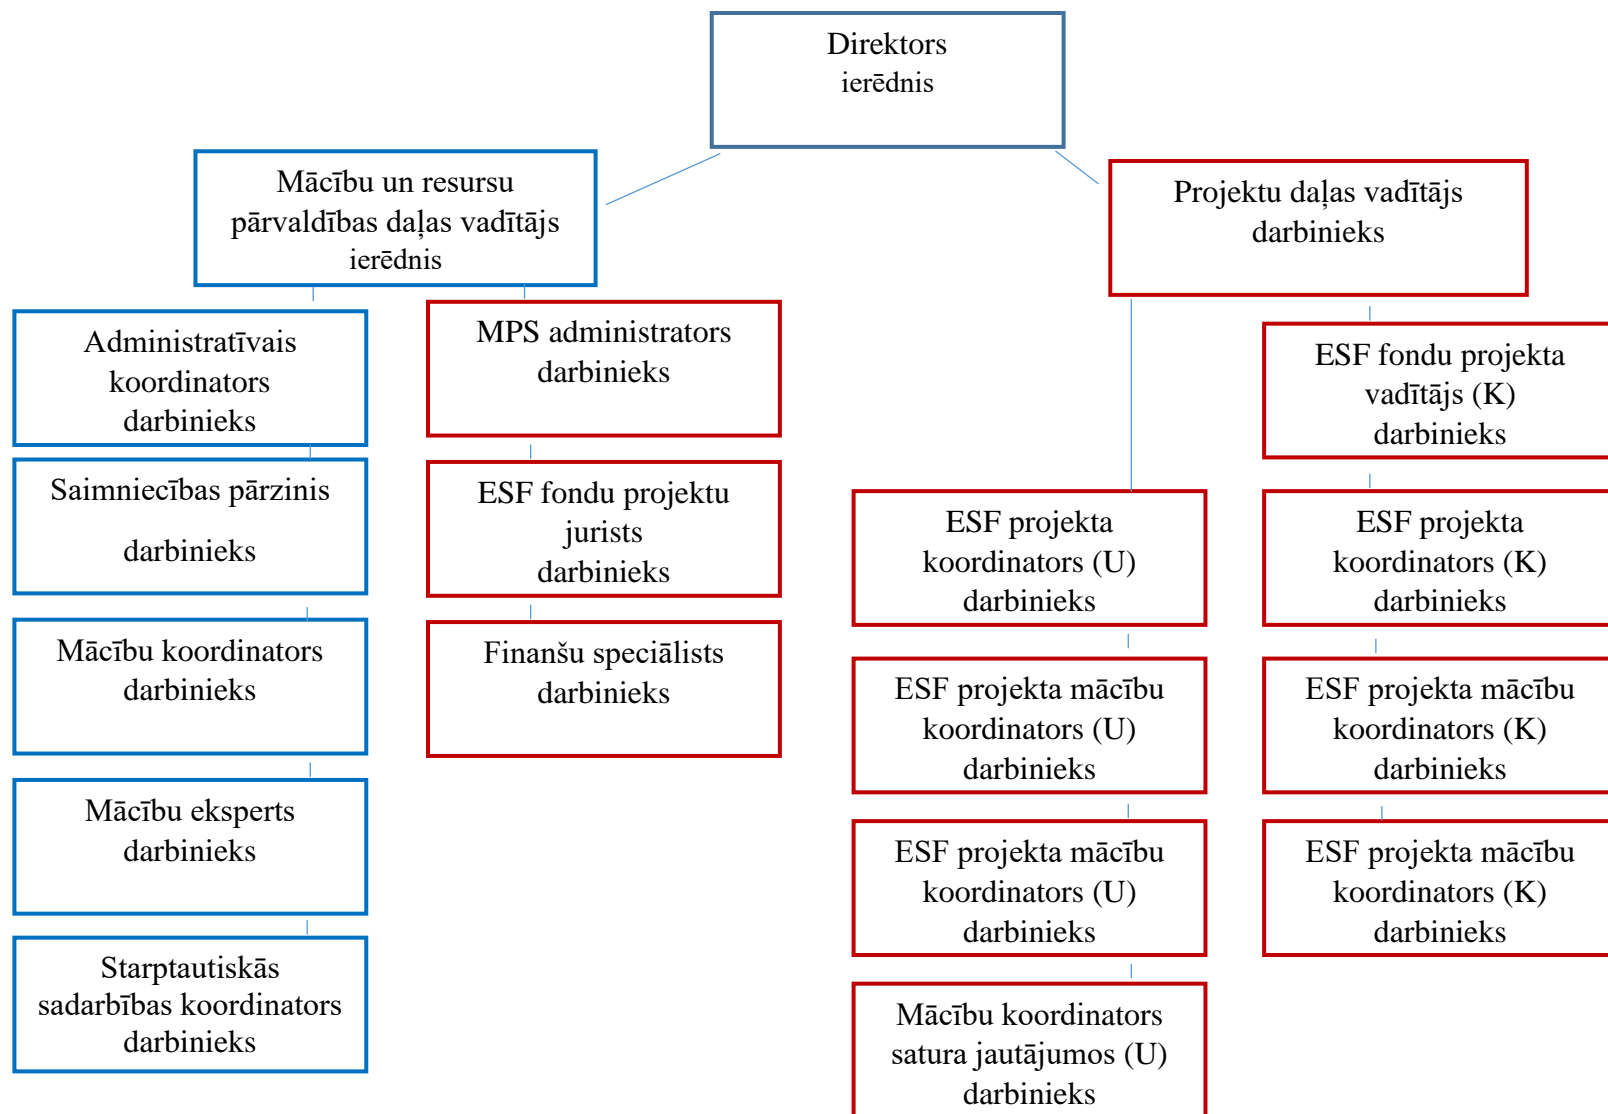 Direktors
ierēdnis
Mācību un resursu
pārvaldības daļas vadītājs
ierēdnis
Projektu daļas vadītājs
darbinieks
Administratīvais
koordinators
darbinieks
Saimniecības pārzinis
darbinieks
Mācību koordinators
darbinieks
Mācību eksperts
darbinieks
Starptautiskās
sadarbības koordinators
darbinieks
MPS administrators
darbinieks
ESF fondu projektu
jurists
darbinieks
Finanšu speciālists
darbinieks
ESF projekta
koordinators (U)
darbinieks
ESF projekta mācību
koordinators (U)
darbinieks
ESF projekta mācību
koordinators (U)
darbinieks
Mācību koordinators
satura jautājumos (U)
darbinieks
ESF fondu projekta
vadītājs (K)
darbinieks
ESF projekta
koordinators (K)
darbinieks
ESF projekta mācību
koordinators (K)
darbinieks
ESF projekta mācību
koordinators (K)
darbinieks